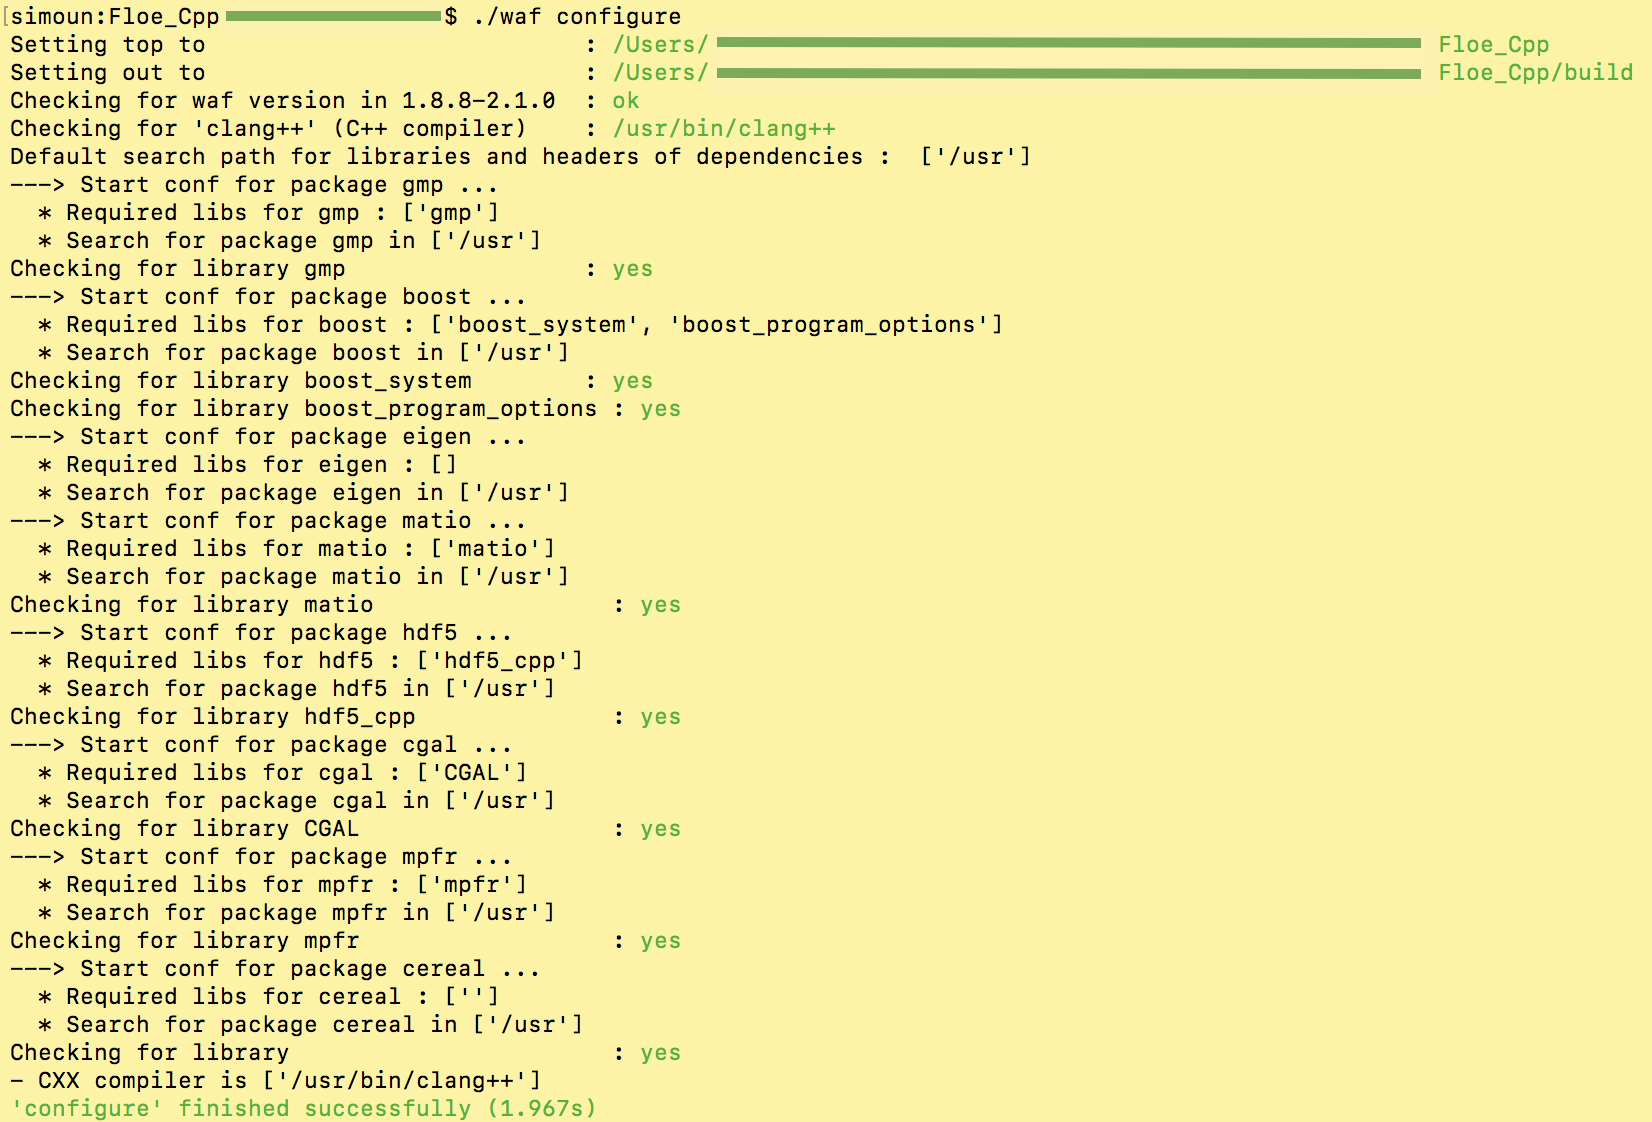 [simoun:Floe_Cpp $ ./waf configure
Setting top to : /Users/ Floe_Cpp
Setting out to : /Users/ Floe_Cpp/build
Checking for waf version in 1.8.8-2.1.0 : ok
Checking for 'clang++' (C++ compiler) : /usr/bin/clang++
Default search path for libraries and headers of dependencies : ['/usr']
---> Start conf for package gmp ...
* Required libs for gmp : ['gmp']
* Search for package gmp in ['/usr']
Checking for library gmp : yes
---> Start conf for package boost ...
* Required libs for boost : ['boost_system', 'boost_program_options']
* Search for package boost in ['/usr']
Checking for library boost_system : yes
Checking for library boost_program_options : yes
---> Start conf for package eigen ...
* Required libs for eigen : []
* Search for package eigen in ['/usr']
---> Start conf for package matio ...
* Required libs for matio : ['matio']
* Search for package matio in ['/usr']
Checking for library matio : yes
---> Start conf for package hdf5 ...
* Required libs for hdf5 : ['hdf5_cpp']
* Search for package hdf5 in ['/usr']
Checking for library hdf5_cpp : yes
---> Start conf for package cgal ...
* Required libs for cgal : ['CGAL']
* Search for package cgal in ['/usr']
Checking for library CGAL : yes
---> Start conf for package mpfr ...
* Required libs for mpfr : ['mpfr']
* Search for package mpfr in ['/usr']
Checking for library mpfr : yes
---> Start conf for package cereal ...
* Required libs for cereal : ['']
* Search for package cereal in ['/usr']
Checking for library : yes
- CXX compiler is ['/usr/bin/clang++']
'configure' finished successfully (1.967s)